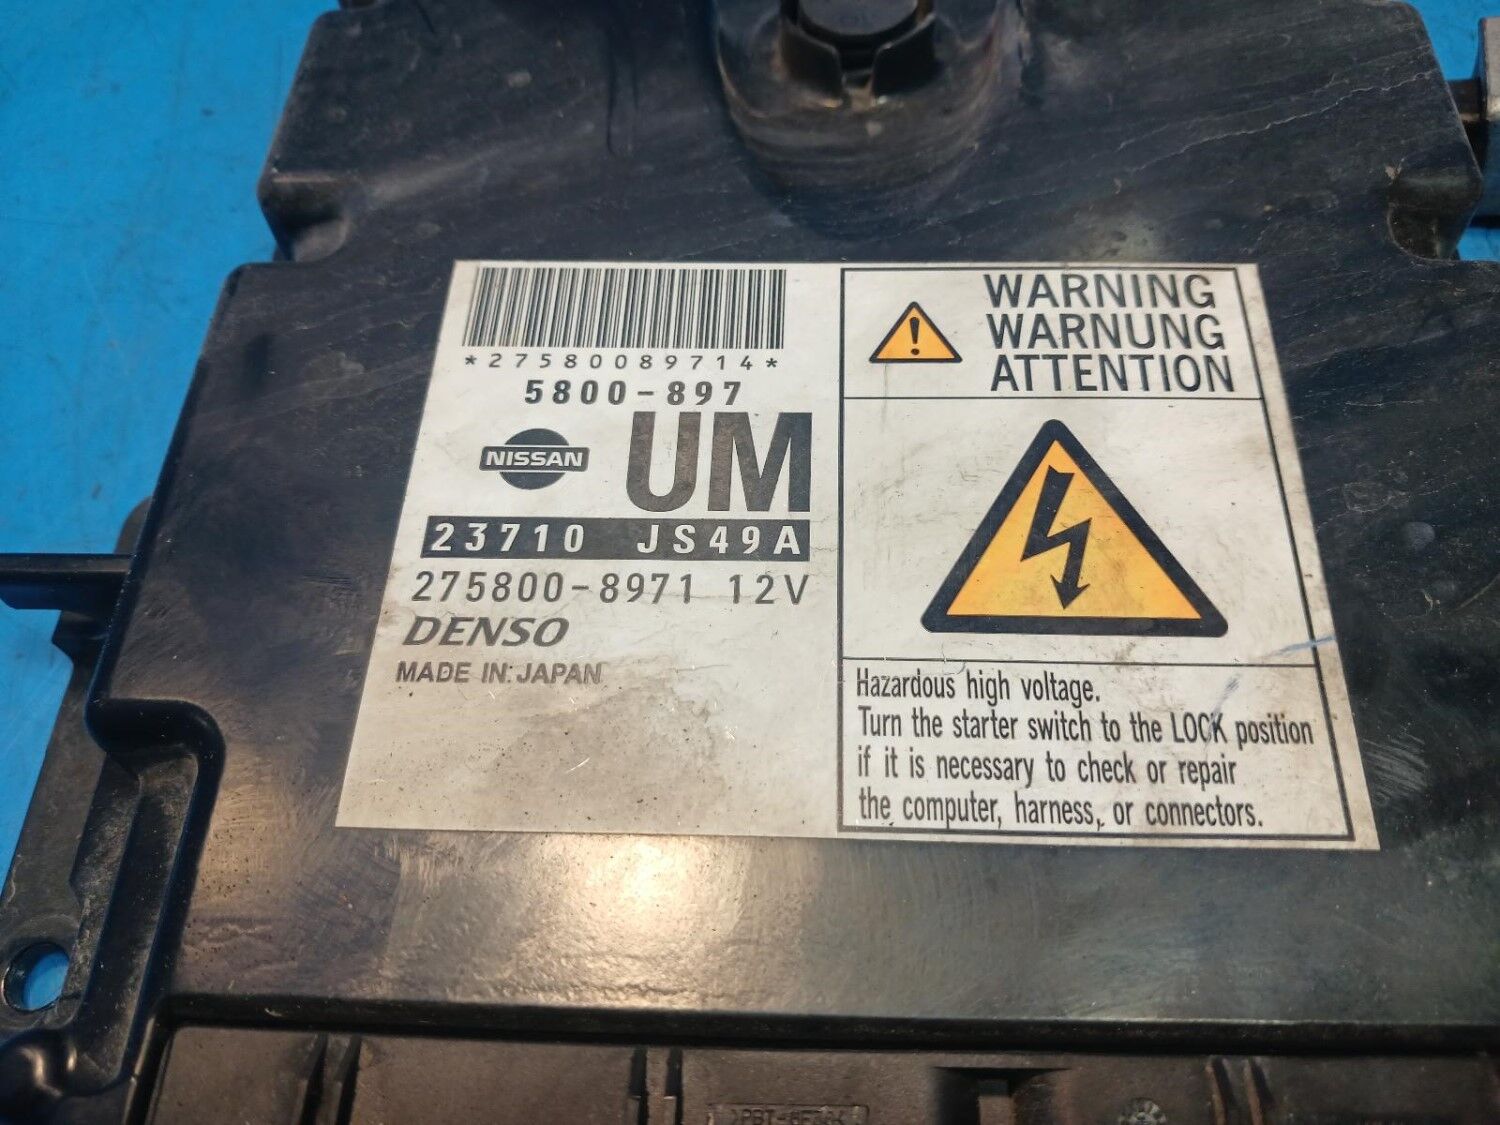 *27580089714*
5800-897
NISSAN
UM
23710 JS49A
275800-8971 12V
DENSO
MADE IN JAPAN
WARNING
WARNUNG
ATTENTION
Hazardous high voltage.
Turn the starter switch to the LOCK position
if it is necessary to check or repair
the computer, harness, or connectors.